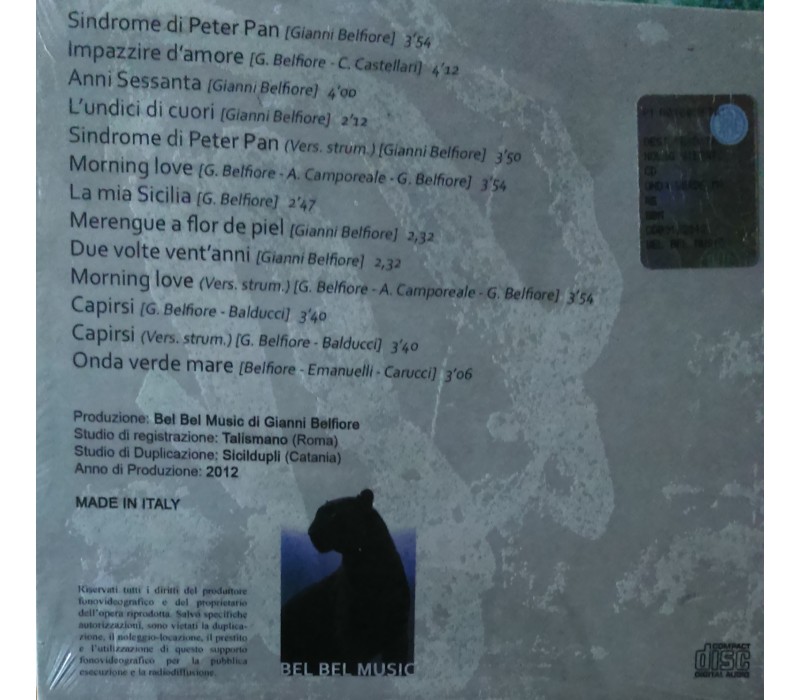 Sindrome di Peter Pan [Gianni Belfiore] 3'54
Impazzire d'amore [G. Belfiore - C. Castellari] 4'12
Anni Sessanta [Gianni Belfiore] 4'00
L'undici di cuori [Gianni Belfiore] 2'12
Sindrome di Peter Pan (Vers. strum.) [Gianni Belfiore] 3'50
Morning love [G. Belfiore - A. Camporeale - G. Belfiore] 3'54
La mia Sicilia [G. Belfiore] 2'47
Merengue a flor de piel [Gianni Belfiore] 2,32
Due volte vent'anni [Gianni Belfiore] 2,32
Morning love (Vers. strum.) [G. Belfiore - A. Camporeale - G. Belfiore] 3'54
Capirsi [G. Belfiore - Balducci] 3'40
Capirsi (Vers. strum.) [G. Belfiore - Balducci] 3'40
Onda verde mare [Belfiore - Emanuelli - Carucci] 3'06
Produzione: Bel Bel Music di Gianni Belfiore
Studio di registrazione: Talismano (Roma)
Studio di Duplicazione: Sicildupli (Catania)
Anno di Produzione: 2012
MADE IN ITALY
Riservati tutti i diritti del produttore
fonovideografico e del proprietario
dell'opera riprodotta. Salvo specifiche
autorizzazioni, sono vietati la duplica-
zione, il noleggio-locazione, il prestito
e l'utilizzazione di questo supporto
fonovideografico per la pubblica
esecuzione e la radiodiffusione.
BEL BEL MUSIC
COMPACT
disc
DIGITAL AUDIO